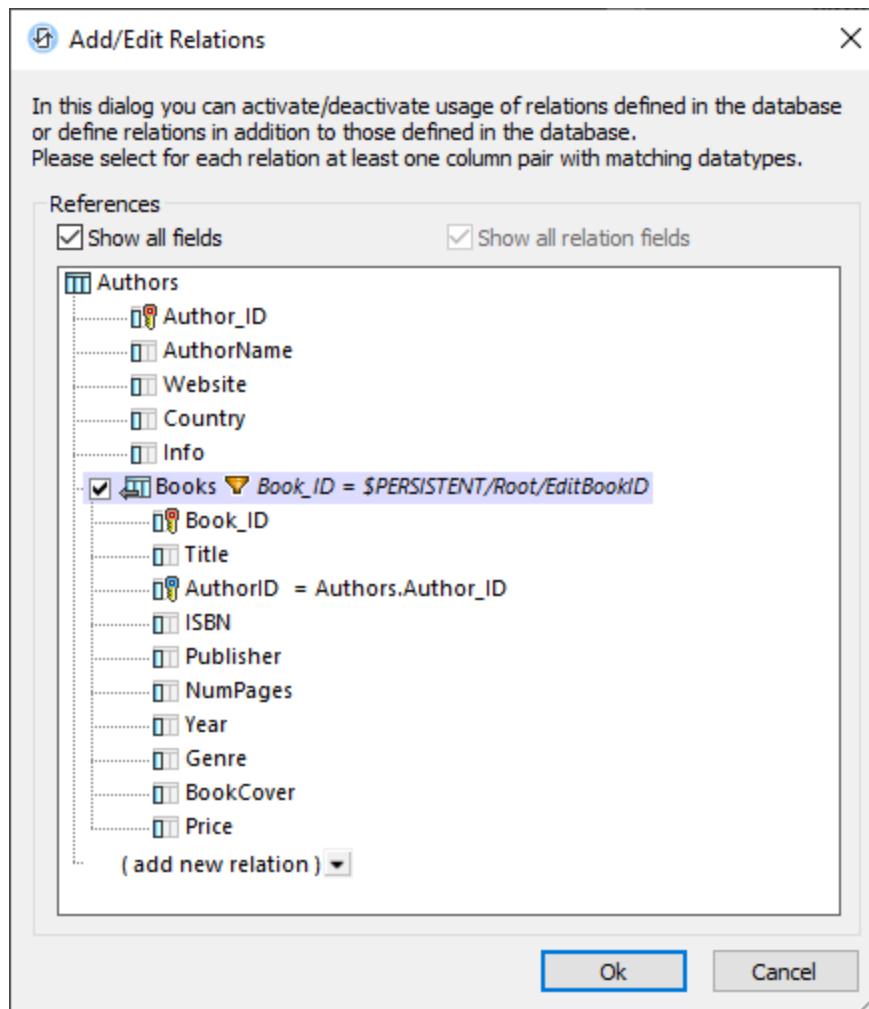 Add/Edit Relations
In this dialog you can activate/deactivate usage of relations defined in the database
or define relations in addition to those defined in the database.
Please select for each relation at least one column pair with matching datatypes.
References
Show all fields
Show all relation fields
Authors
Author_ID
AuthorName
Website
Country
Info
Books Book_ID = $PERSISTENT/Root/EditBookID
Book_ID
Title
AuthorID = Authors.Author_ID
ISBN
Publisher
NumPages
Year
Genre
BookCover
Price
( add new relation )
Ok
Cancel